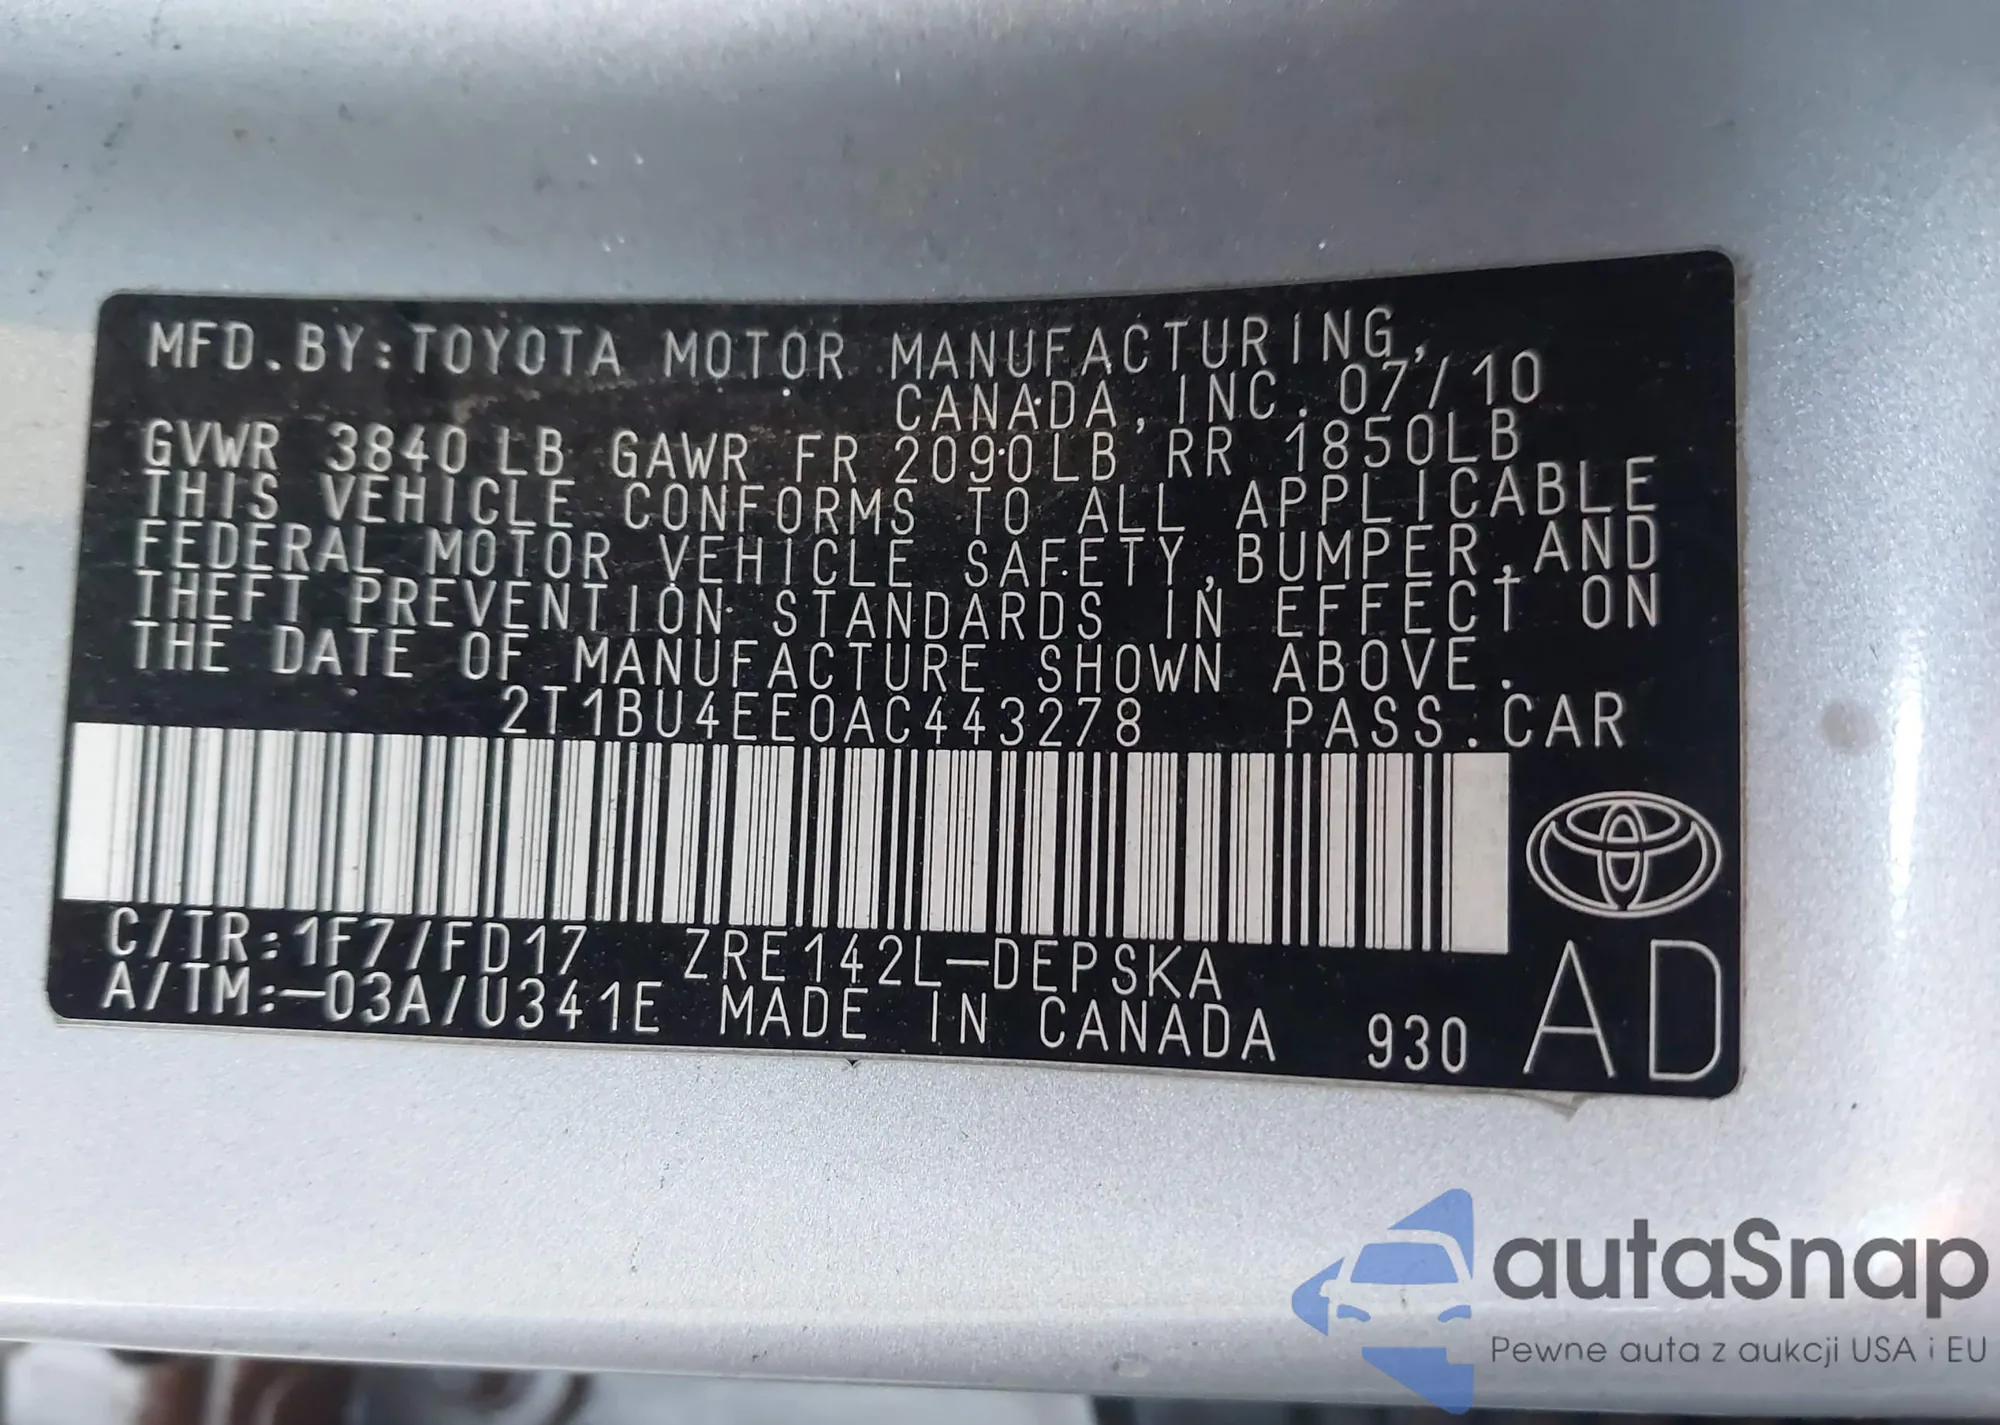 MFD.BY:TOYOTA MOTOR MANUFACTURING,
CANADA,INC.07/10
GVWR 3840LB GAWR FR 2090LB RR 1850LB
THIS VEHICLE CONFORMS TO ALL APPLICABLE
FEDERAL MOTOR VEHICLE SAFETY,BUMPER,AND
THEFT PREVENTION STANDARDS IN EFFECT ON
THE DATE OF MANUFACTURE SHOWN ABOVE.
2T1BU4EE0AC443278 PASS.CAR
C/TR:1F7/FD17 ZRE142L-DEPSKA
A/TM:-03A/U341E MADE IN CANADA 930 AD
autaSnap
Pewne auta z aukcji USA i EU